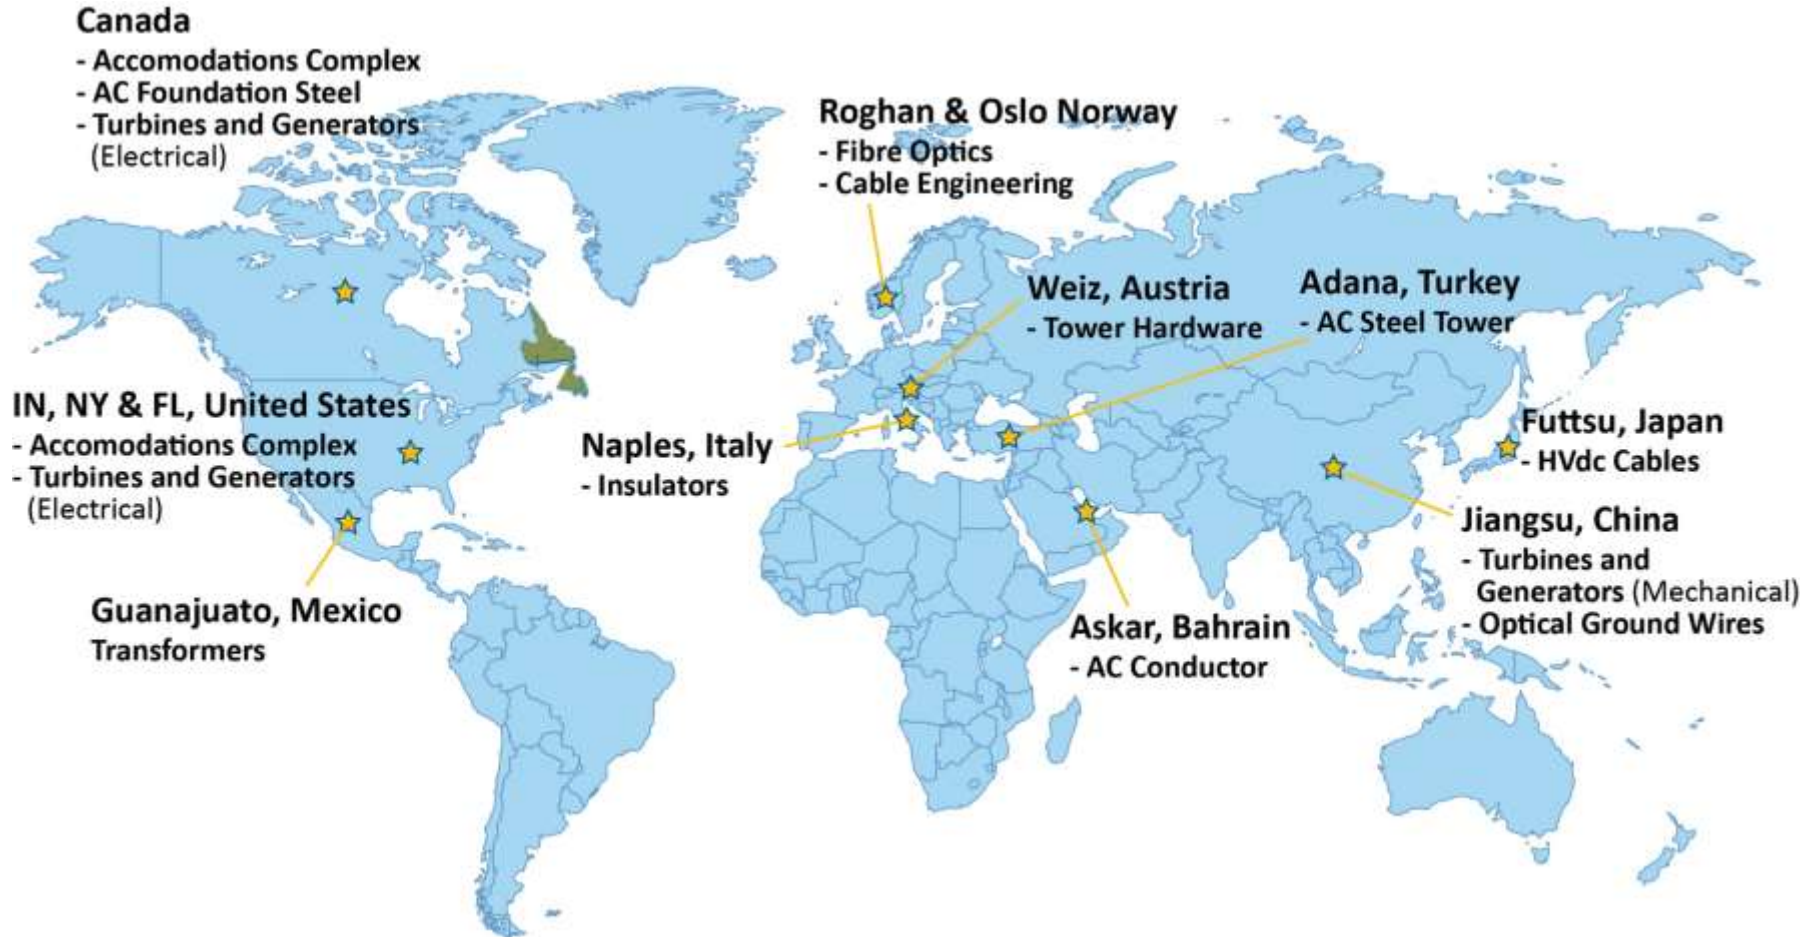 Canada
- Accomodations Complex
- AC Foundation Steel
- Turbines and Generators
(Electrical)
Roghan & Oslo Norway
- Fibre Optics
- Cable Engineering
Weiz, Austria
- Tower Hardware
Adana, Turkey
- AC Steel Tower
IN, NY & FL, United States
- Accomodations Complex
- Turbines and Generators
(Electrical)
Naples, Italy
- Insulators
Futtsu, Japan
- HVdc Cables
Jiangsu, China
- Turbines and
Generators (Mechanical)
- Optical Ground Wires
Guanajuato, Mexico
Transformers
Askar, Bahrain
- AC Conductor